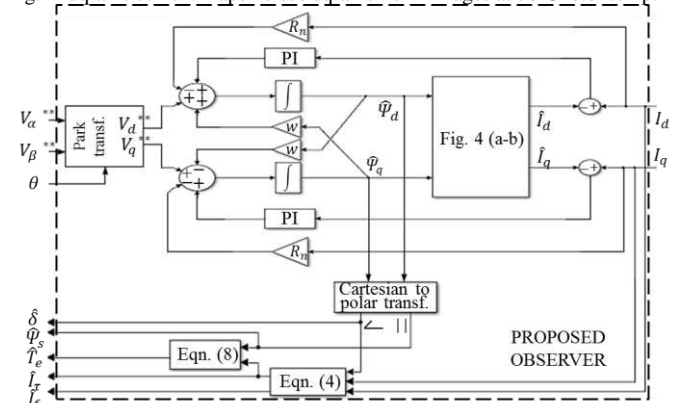 R_n
PI
∫
Ψ̂_d
w
w
V_α **
V_β **
θ
Park transf.
V_d **
V_q **
Fig. 4 (a-b)
Î_d
Î_q
I_d
I_q
∫
Ψ̂_q
PI
R_n
Cartesian to
polar transf.
∠ ||
δ̂
Ψ̂_s
T̂_e
Î_τ
Eqn. (8)
Eqn. (4)
PROPOSED
OBSERVER